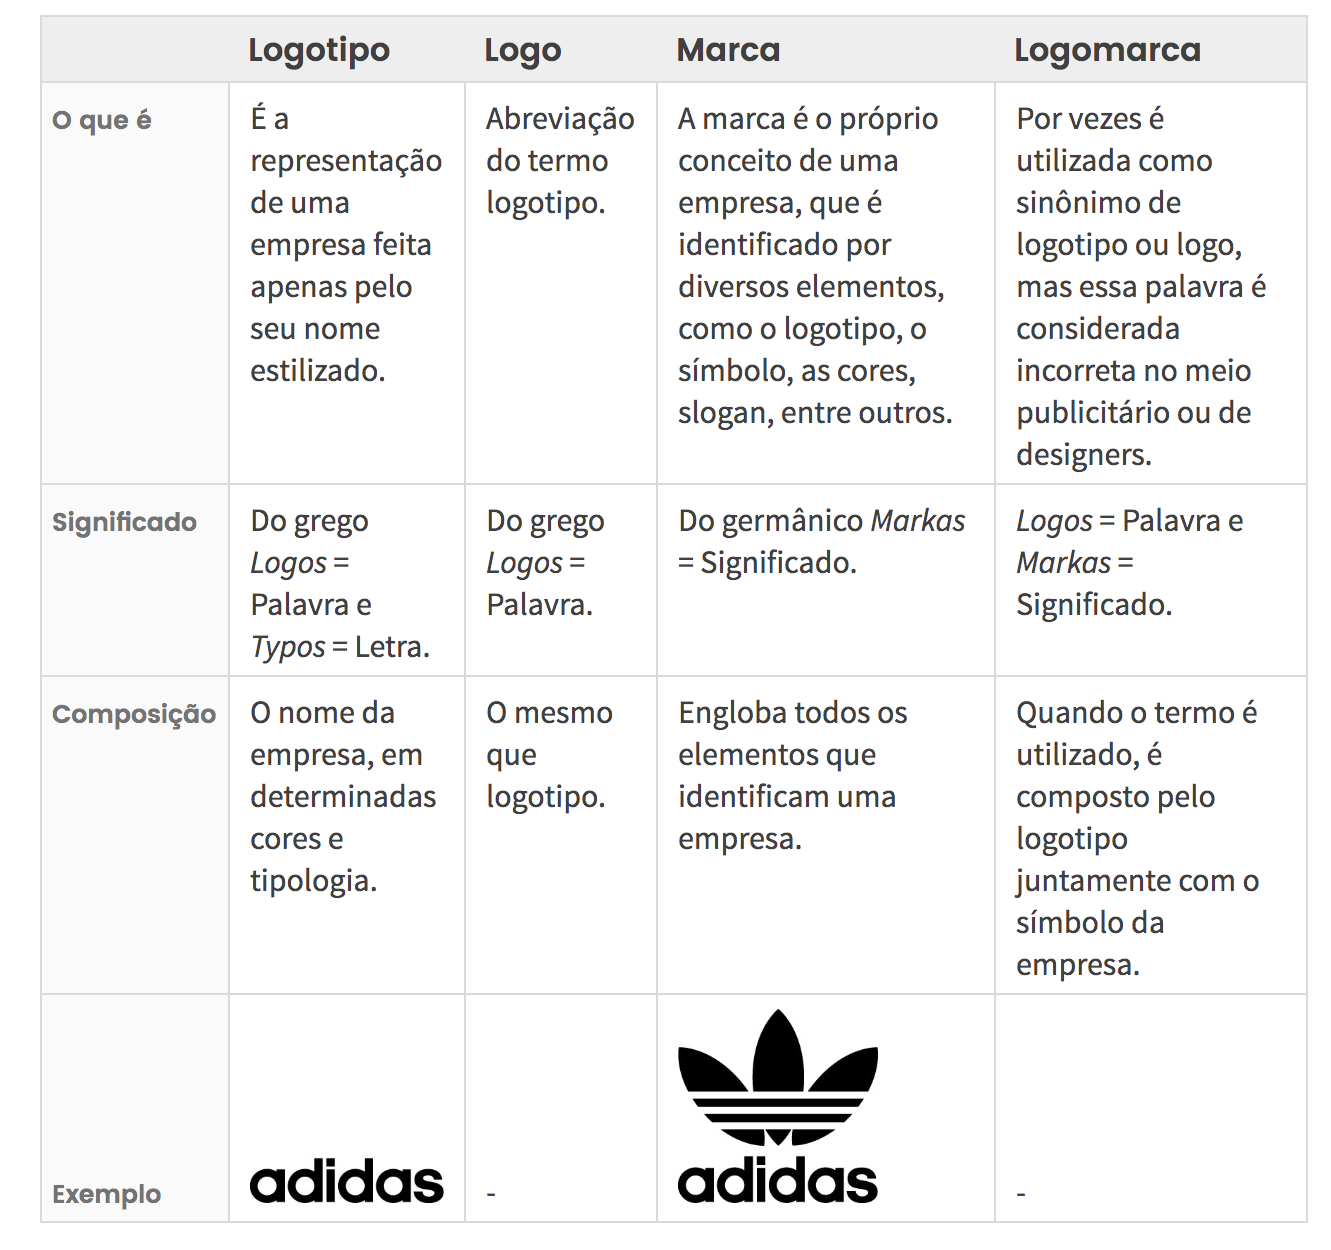 Logotipo
Logo
Marca
Logomarca
O que é
É a
representação
de uma
empresa feita
apenas pelo
seu nome
estilizado.
Abreviação
do termo
logotipo.
A marca é o próprio
conceito de uma
empresa, que é
identificado por
diversos elementos,
como o logotipo, o
símbolo, as cores,
slogan, entre outros.
Por vezes é
utilizada como
sinônimo de
logotipo ou logo,
mas essa palavra é
considerada
incorreta no meio
publicitário ou de
designers.
Significado
Do grego
Logos =
Palavra e
Typos = Letra.
Do grego
Logos =
Palavra.
Do germânico Markas
= Significado.
Logos = Palavra e
Markas =
Significado.
Composição
O nome da
empresa, em
determinadas
cores e
tipologia.
O mesmo
que
logotipo.
Engloba todos os
elementos que
identificam uma
empresa.
Quando o termo é
utilizado, é
composto pelo
logotipo
juntamente com o
símbolo da
empresa.
Exemplo
adidas
-
adidas
-